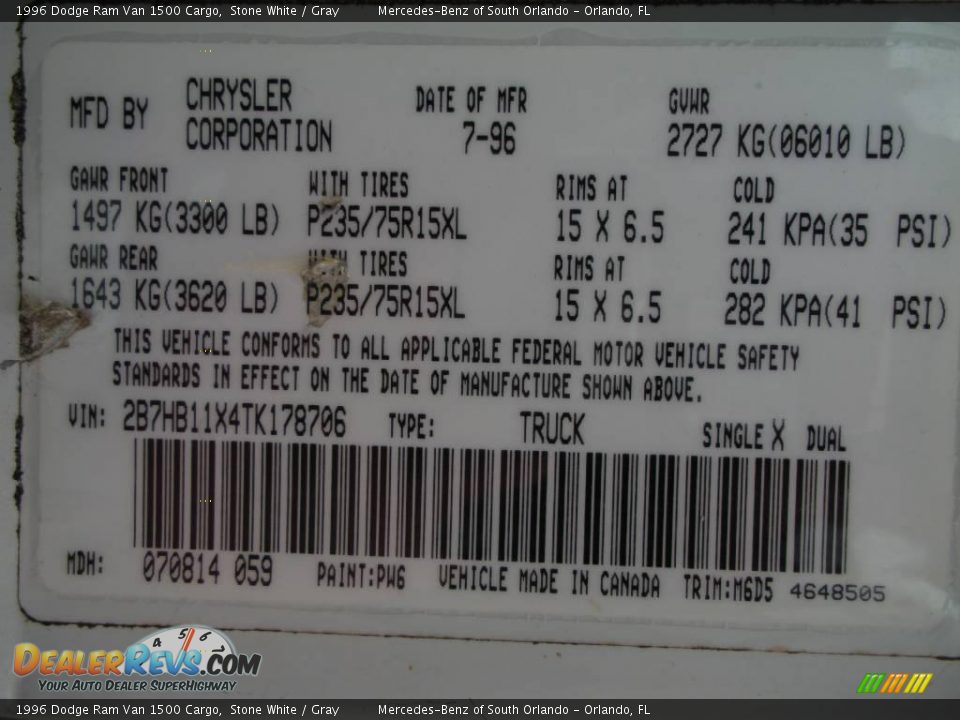 1996 Dodge Ram Van 1500 Cargo, Stone White / Gray Mercedes-Benz of South Orlando - Orlando, FL
MFD BY CHRYSLER CORPORATION DATE OF MFR 7-96 GVWR 2727 KG(06010 LB)
GAWR FRONT WITH TIRES RIMS AT COLD
1497 KG(3300 LB) P235/75R15XL 15 X 6.5 241 KPA(35 PSI)
GAWR REAR WITH TIRES RIMS AT COLD
1643 KG(3620 LB) P235/75R15XL 15 X 6.5 282 KPA(41 PSI)
THIS VEHICLE CONFORMS TO ALL APPLICABLE FEDERAL MOTOR VEHICLE SAFETY
STANDARDS IN EFFECT ON THE DATE OF MANUFACTURE SHOWN ABOVE.
VIN: 2B7HB11X4TK178706 TYPE: TRUCK SINGLE X DUAL
MDH: 070814 059 PAINT:PW6 VEHICLE MADE IN CANADA TRIM:M6D5 4648505
4 5 6 7
DEALERREVS.COM
YOUR AUTO DEALER SUPERHIGHWAY
1996 Dodge Ram Van 1500 Cargo, Stone White / Gray Mercedes-Benz of South Orlando - Orlando, FL